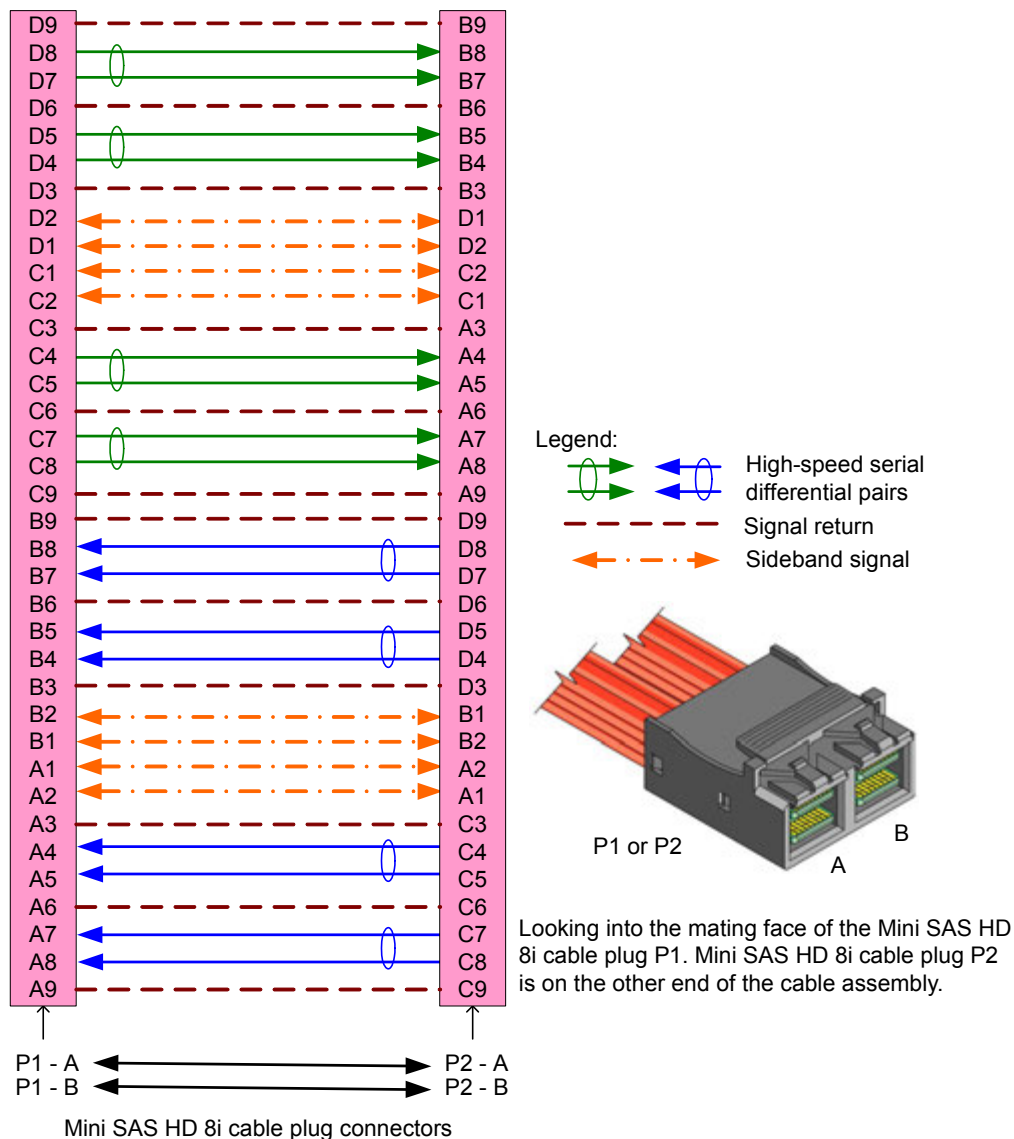 D9 B9
D8 B8
D7 B7
D6 B6
D5 B5
D4 B4
D3 B3
D2 D1
D1 D2
C1 C2
C2 C1
C3 A3
C4 A4
C5 A5
C6 A6
C7 A7
C8 A8
C9 A9
B9 D9
B8 D8
B7 D7
B6 D6
B5 D5
B4 D4
B3 D3
B2 B1
B1 B2
A1 A2
A2 A1
A3 C3
A4 C4
A5 C5
A6 C6
A7 C7
A8 C8
A9 C9
P1 - A P2 - A
P1 - B P2 - B
Mini SAS HD 8i cable plug connectors
Legend:
High-speed serial
differential pairs
Signal return
Sideband signal
P1 or P2
A
B
Looking into the mating face of the Mini SAS HD
8i cable plug P1. Mini SAS HD 8i cable plug P2
is on the other end of the cable assembly.